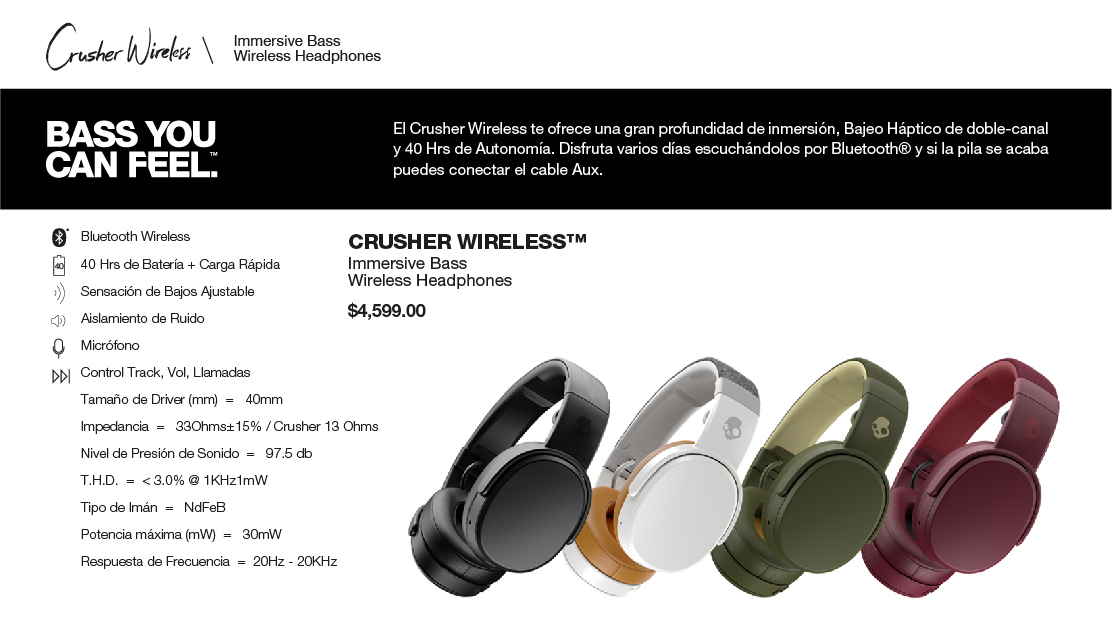 Crusher Wireless \ Immersive Bass
Wireless Headphones
BASS YOU
CAN FEEL.™
El Crusher Wireless te ofrece una gran profundidad de inmersión, Bajeo Háptico de doble-canal
y 40 Hrs de Autonomía. Disfruta varios días escuchándolos por Bluetooth® y si la pila se acaba
puedes conectar el cable Aux.
Bluetooth Wireless
40
40 Hrs de Batería + Carga Rápida
Sensación de Bajos Ajustable
Aislamiento de Ruido
Micrófono
Control Track, Vol, Llamadas
Tamaño de Driver (mm) = 40mm
Impedancia = 33Ohms±15% / Crusher 13 Ohms
Nivel de Presión de Sonido = 97.5 db
T.H.D. = < 3.0% @ 1KHz1mW
Tipo de Imán = NdFeB
Potencia máxima (mW) = 30mW
Respuesta de Frecuencia = 20Hz - 20KHz
CRUSHER WIRELESS™
Immersive Bass
Wireless Headphones
$4,599.00